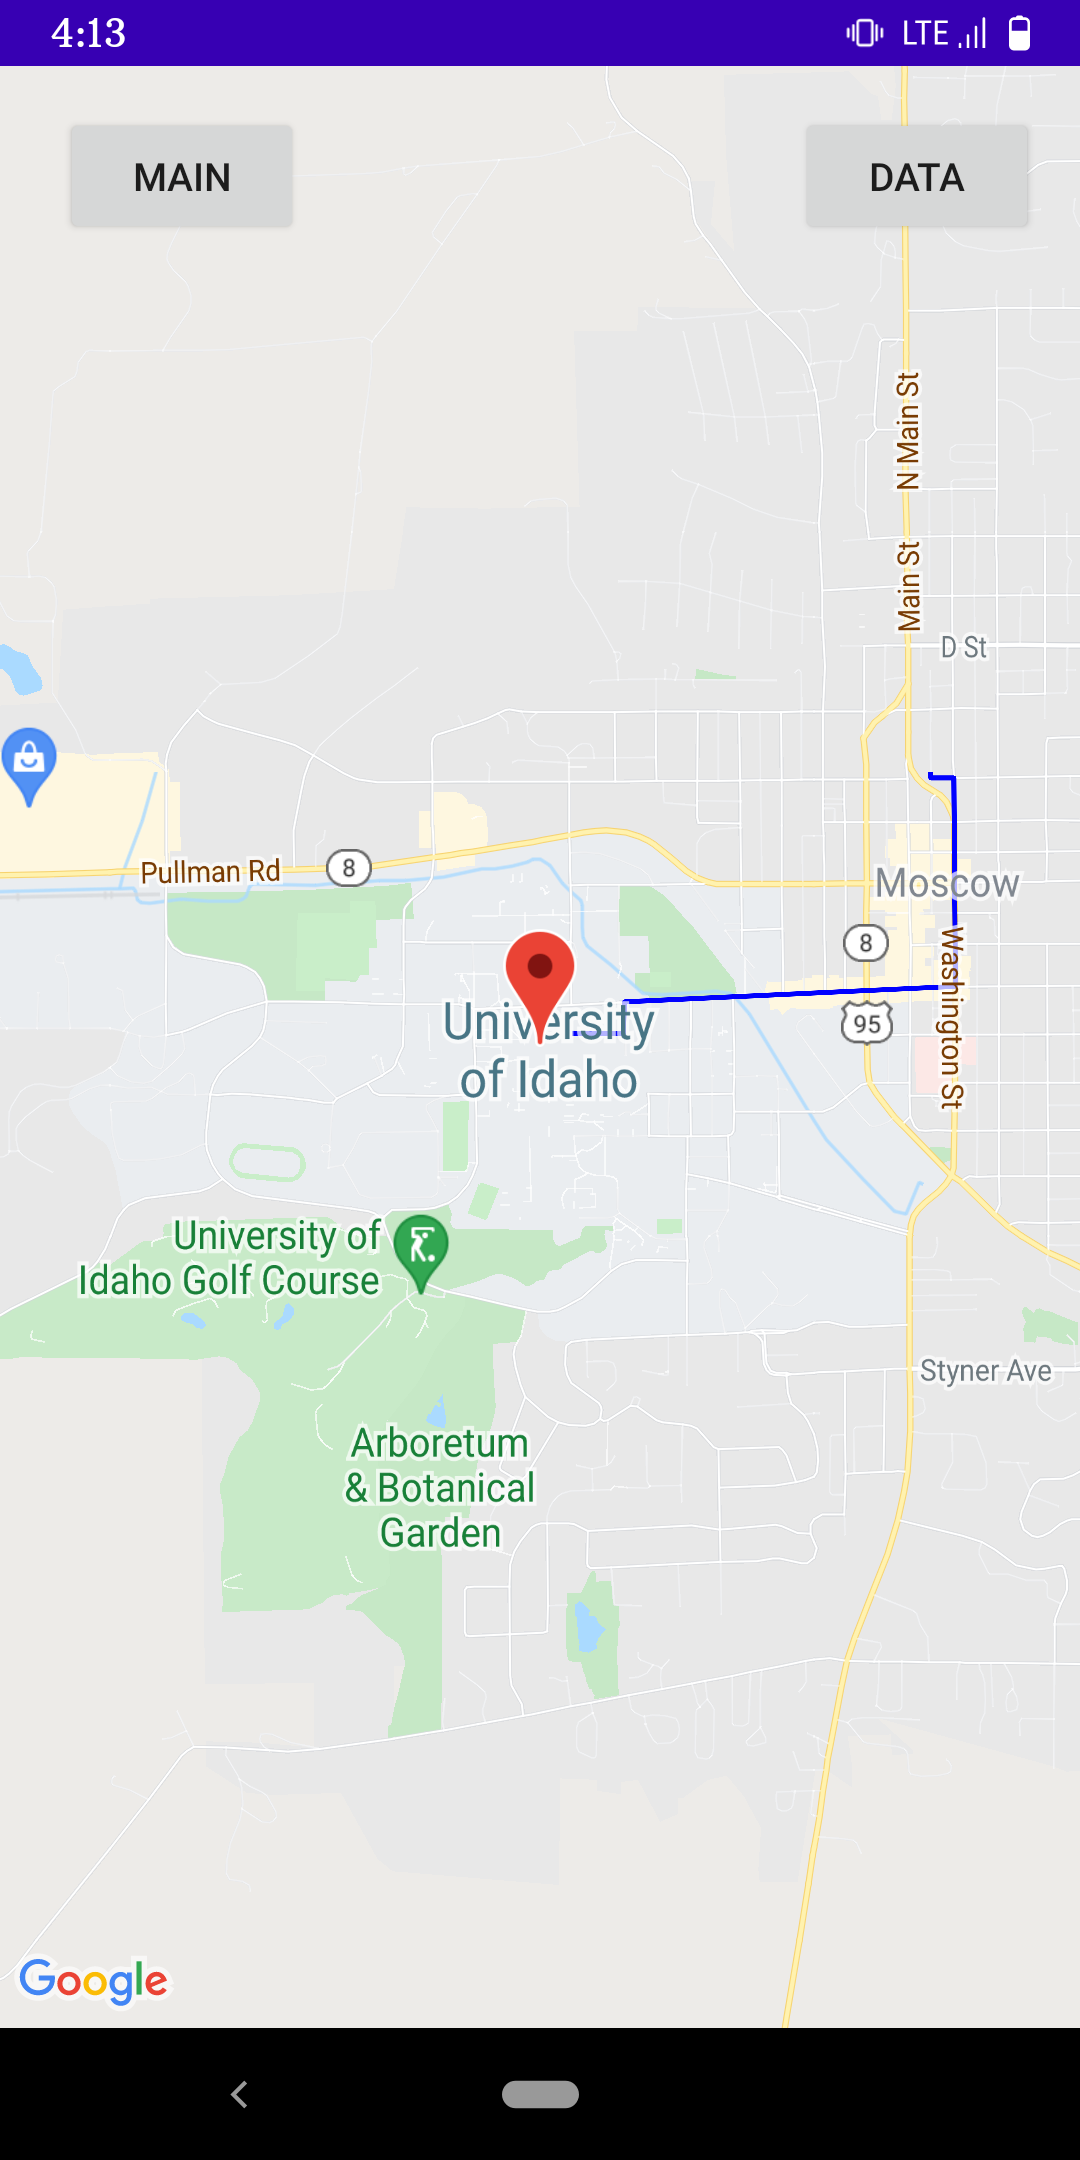 4:13
LTE
MAIN
DATA
N Main St
Main St
D St
Pullman Rd
8
Moscow
8
Washington St
95
University
of Idaho
University of
Idaho Golf Course
Styner Ave
Arboretum
& Botanical
Garden
Google